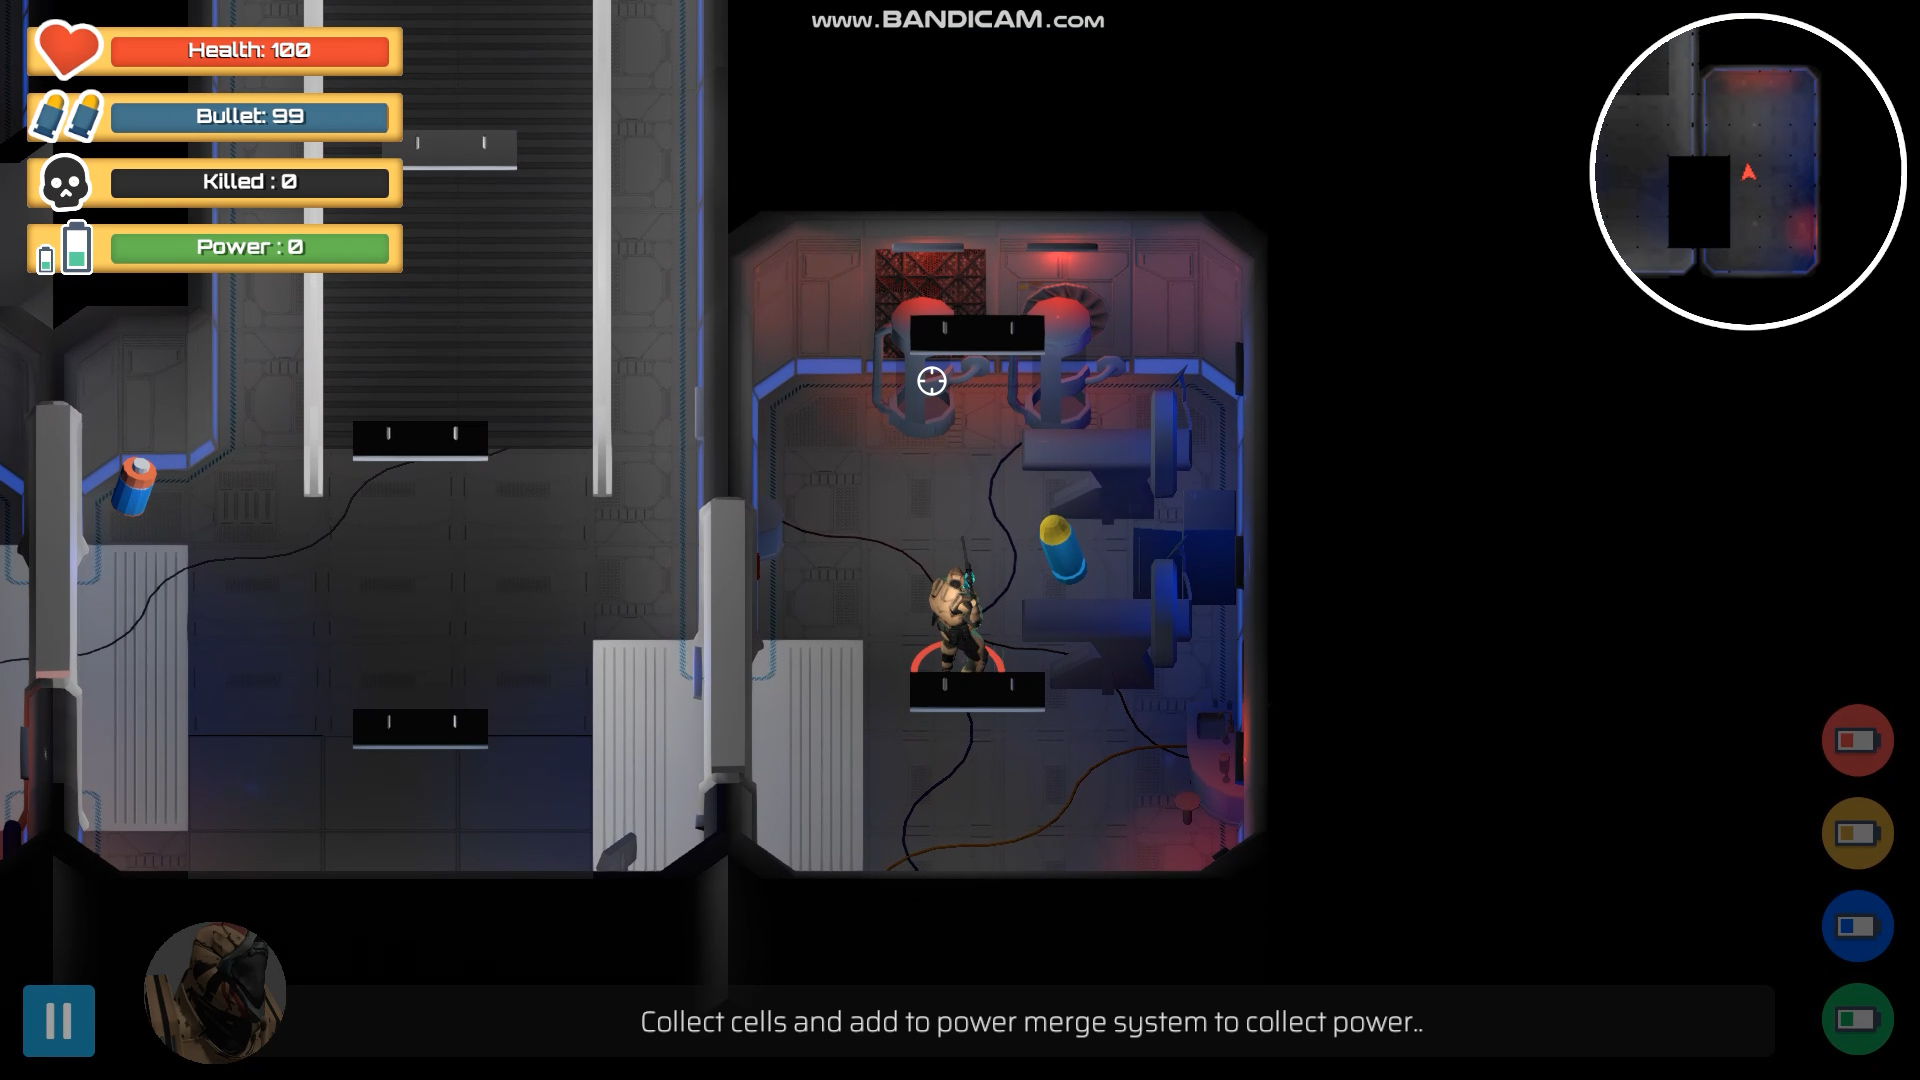 www.BANDICAM.com
Health: 100
Bullet: 99
Killed : 0
Power : 0
Collect cells and add to power merge system to collect power..